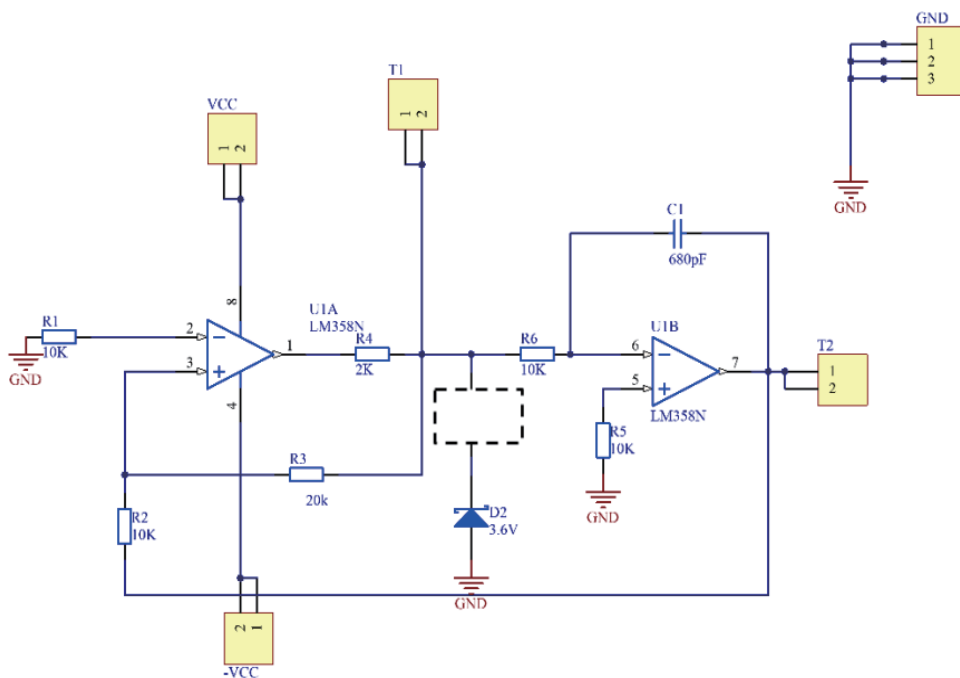 GND
1
2
3
GND
T1
1
2
VCC
1
2
C1
680pF
8
U1A
LM358N
R1
10K
GND
2
3
1
4
R4
2K
R6
10K
U1B
6
5
7
LM358N
T2
1
2
R5
10K
GND
R3
20k
R2
10K
D2
3.6V
GND
2
1
-VCC